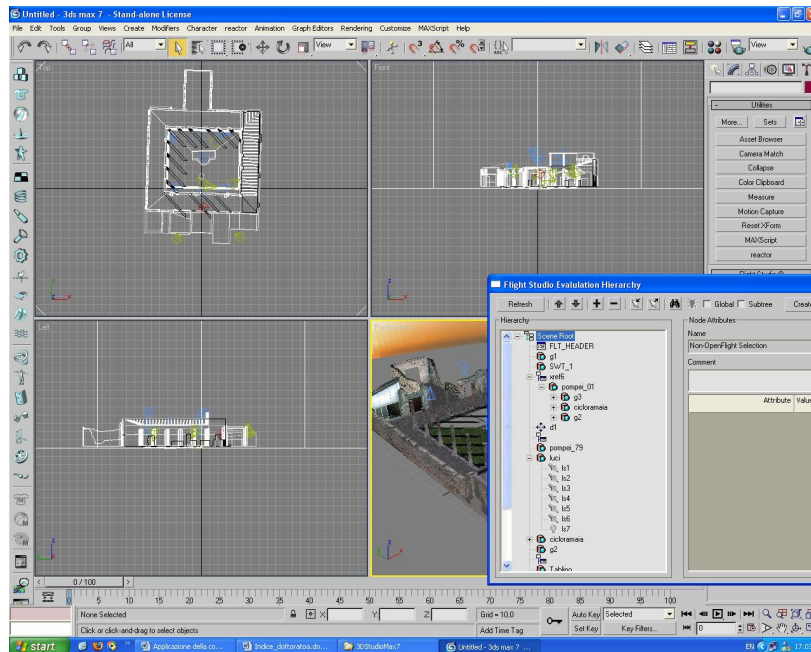 Untitled - 3ds max 7 - Stand-alone License
File Edit Tools Group Views Create Modifiers Character reactor Animation Graph Editors Rendering Customize MAXScript Help
All View View
Top
Front
Utilities
More... Sets
Asset Browser
Camera Match
Collapse
Color Clipboard
Measure
Motion Capture
Reset XForm
MAXScript
reactor
Flight Studio Evalulation Hierarchy
Refresh Global Subtree Create
Hierarchy
Node Attributes
Scene Root
FLT_HEADER
g1
SWT_1
xref6
pompei_01
g3
cicloramaia
g2
d1
pompei_79
luci
ls1
ls2
ls3
ls4
ls5
ls6
ls7
cicloramaia
g2
Tablino
Name
Non-OpenFlight Selection
Comment
Attribute Value
Left
0 / 100
0 5 10 15 20 25 30 35 40 45 50 55 60 65 70 75 80 85 90 95 100
None Selected X: Y: Z: Grid = 10,0 Auto Key Selected
Click or click-and-drag to select objects Add Time Tag Set Key Key Filters... 0
start Applicazione della co... Indice_dottoratoa.do... 3DStudioMax7 Untitled - 3ds max 7 ... EN